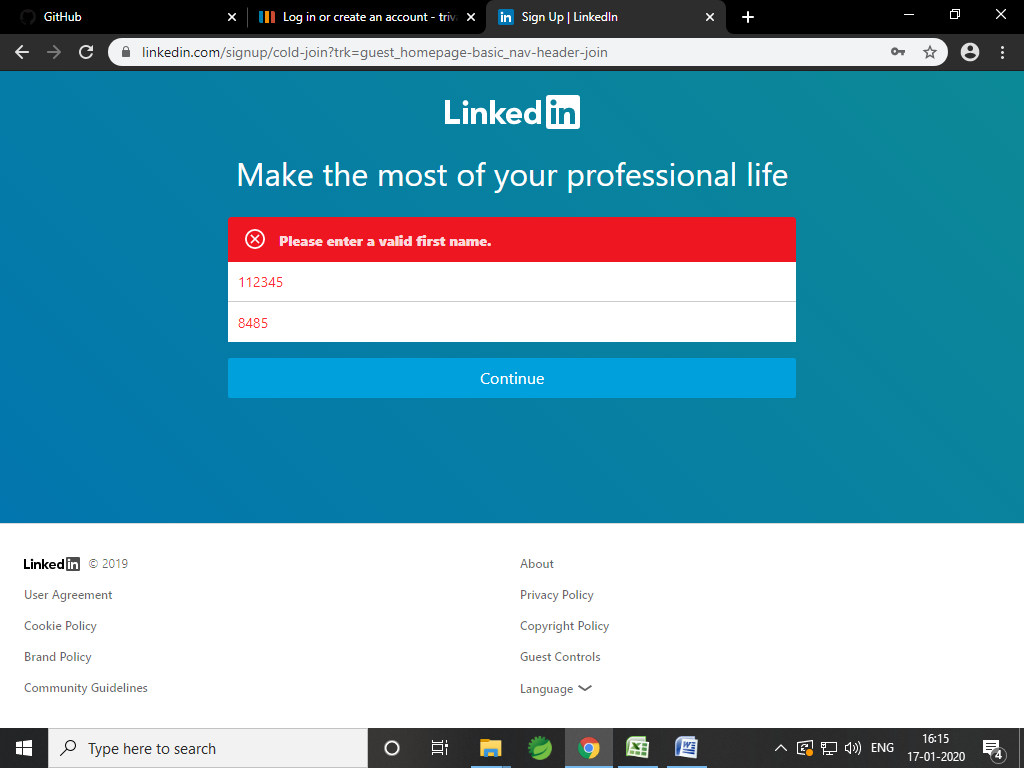 GitHub
Log in or create an account - triv
Sign Up | LinkedIn
linkedin.com/signup/cold-join?trk=guest_homepage-basic_nav-header-join
Linkedin
Make the most of your professional life
Please enter a valid first name.
112345
8485
Continue
Linkedin © 2019
About
User Agreement
Privacy Policy
Cookie Policy
Copyright Policy
Brand Policy
Guest Controls
Community Guidelines
Language
Type here to search
ENG
16:15
17-01-2020
4